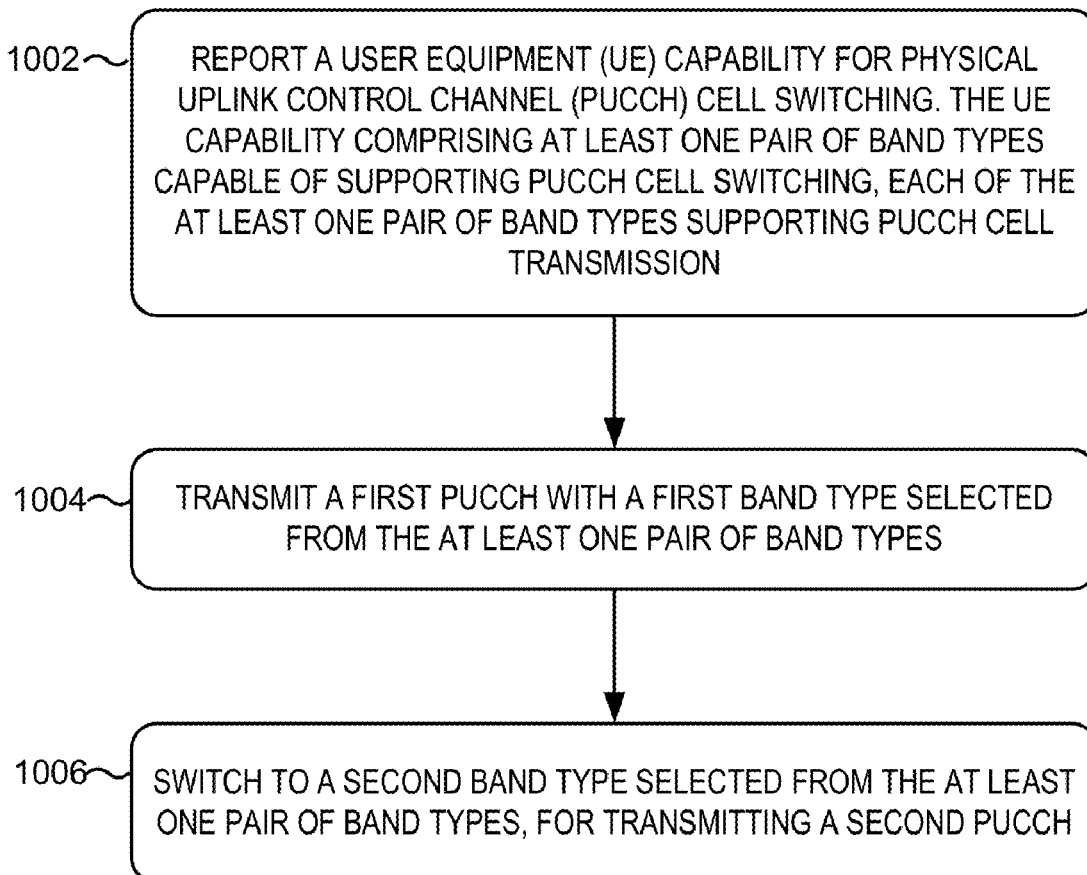 1002
REPORT A USER EQUIPMENT (UE) CAPABILITY FOR PHYSICAL
UPLINK CONTROL CHANNEL (PUCCH) CELL SWITCHING. THE UE
CAPABILITY COMPRISING AT LEAST ONE PAIR OF BAND TYPES
CAPABLE OF SUPPORTING PUCCH CELL SWITCHING, EACH OF THE
AT LEAST ONE PAIR OF BAND TYPES SUPPORTING PUCCH CELL
TRANSMISSION
1004
TRANSMIT A FIRST PUCCH WITH A FIRST BAND TYPE SELECTED
FROM THE AT LEAST ONE PAIR OF BAND TYPES
1006
SWITCH TO A SECOND BAND TYPE SELECTED FROM THE AT LEAST
ONE PAIR OF BAND TYPES, FOR TRANSMITTING A SECOND PUCCH